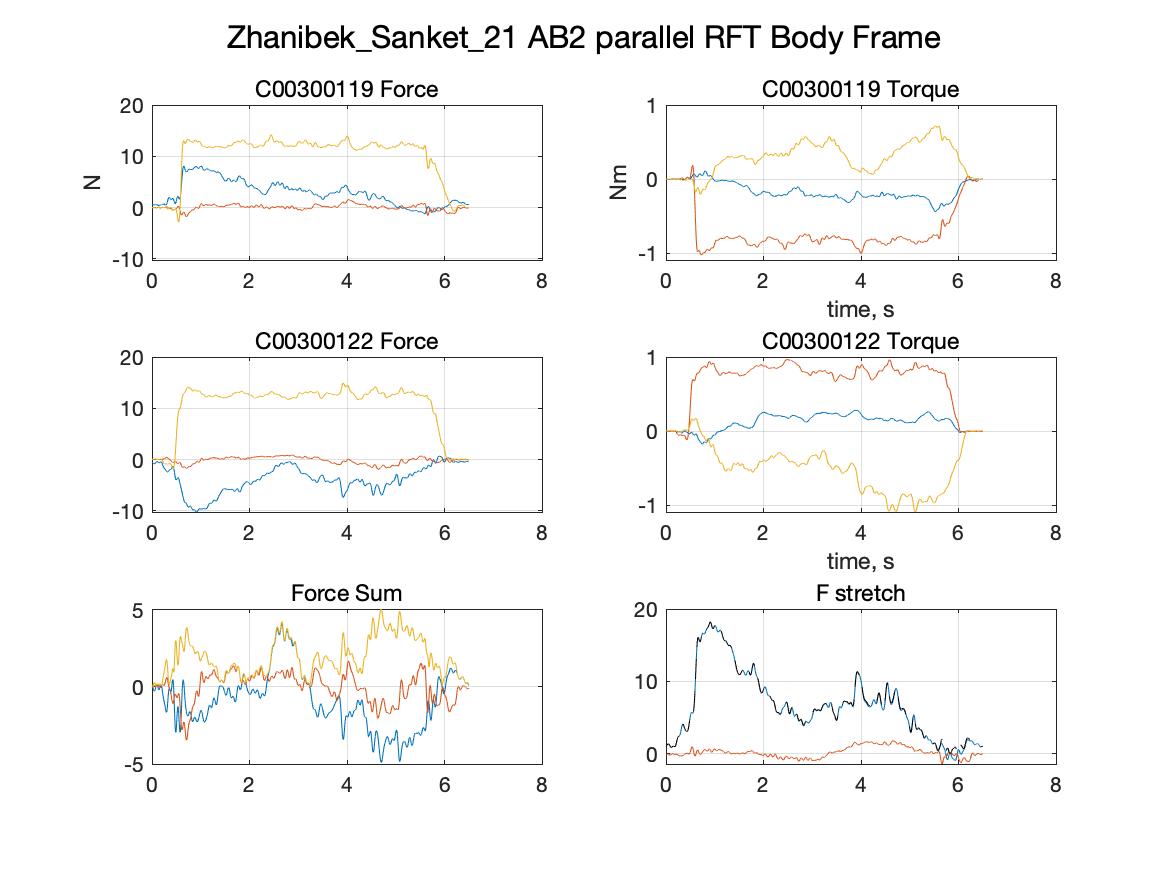 Zhanibek_Sanket_21 AB2 parallel RFT Body Frame
C00300119 Force
20
10
0
-10
N
0 2 4 6 8
C00300119 Torque
1
0
-1
Nm
0 2 4 6 8
time, s
C00300122 Force
20
10
0
-10
0 2 4 6 8
C00300122 Torque
1
0
-1
0 2 4 6 8
time, s
Force Sum
5
0
-5
0 2 4 6 8
F stretch
20
10
0
0 2 4 6 8